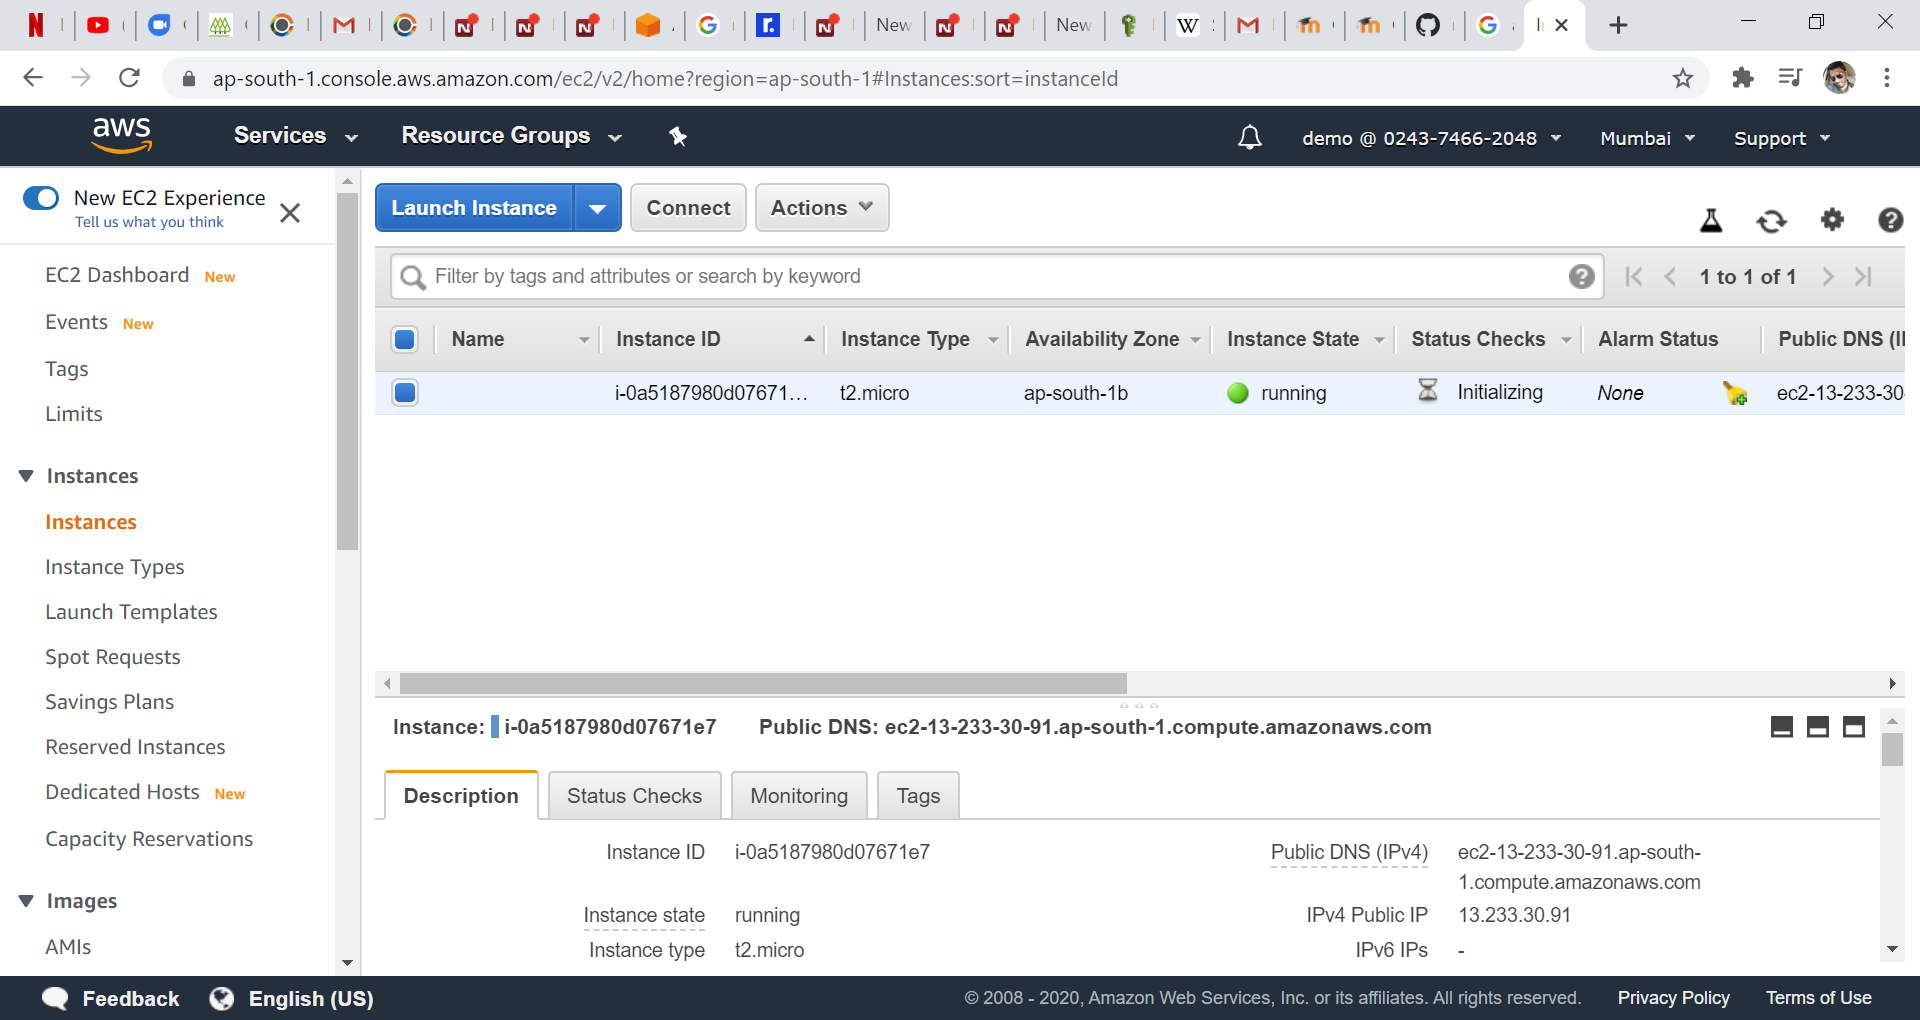 New
New
ap-south-1.console.aws.amazon.com/ec2/v2/home?region=ap-south-1#Instances:sort=instanceId
aws Services Resource Groups demo @ 0243-7466-2048 Mumbai Support
New EC2 Experience
Tell us what you think
EC2 Dashboard New
Events New
Tags
Limits
Instances
Instances
Instance Types
Launch Templates
Spot Requests
Savings Plans
Reserved Instances
Dedicated Hosts New
Capacity Reservations
Images
AMIs
Launch Instance Connect Actions
Filter by tags and attributes or search by keyword 1 to 1 of 1
Name Instance ID Instance Type Availability Zone Instance State Status Checks Alarm Status Public DNS (I
i-0a5187980d07671... t2.micro ap-south-1b running Initializing None ec2-13-233-30
Instance: i-0a5187980d07671e7 Public DNS: ec2-13-233-30-91.ap-south-1.compute.amazonaws.com
Description Status Checks Monitoring Tags
Instance ID i-0a5187980d07671e7 Public DNS (IPv4) ec2-13-233-30-91.ap-south-
1.compute.amazonaws.com
Instance state running IPv4 Public IP 13.233.30.91
Instance type t2.micro IPv6 IPs -
Feedback English (US) © 2008 - 2020, Amazon Web Services, Inc. or its affiliates. All rights reserved. Privacy Policy Terms of Use